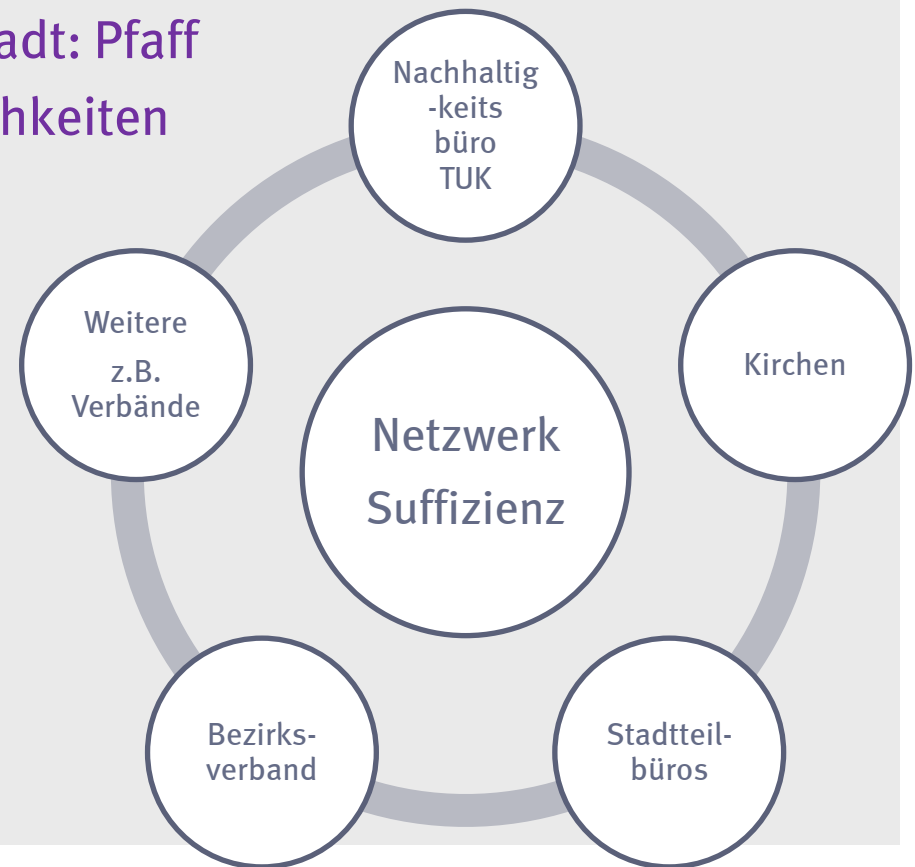 adt: Pfaff
hkeiten
Nachhaltig
-keits
büro
TUK
Weitere
z.B.
Verbände
Kirchen
Netzwerk
Suffizienz
Bezirks-
verband
Stadtteil-
büros